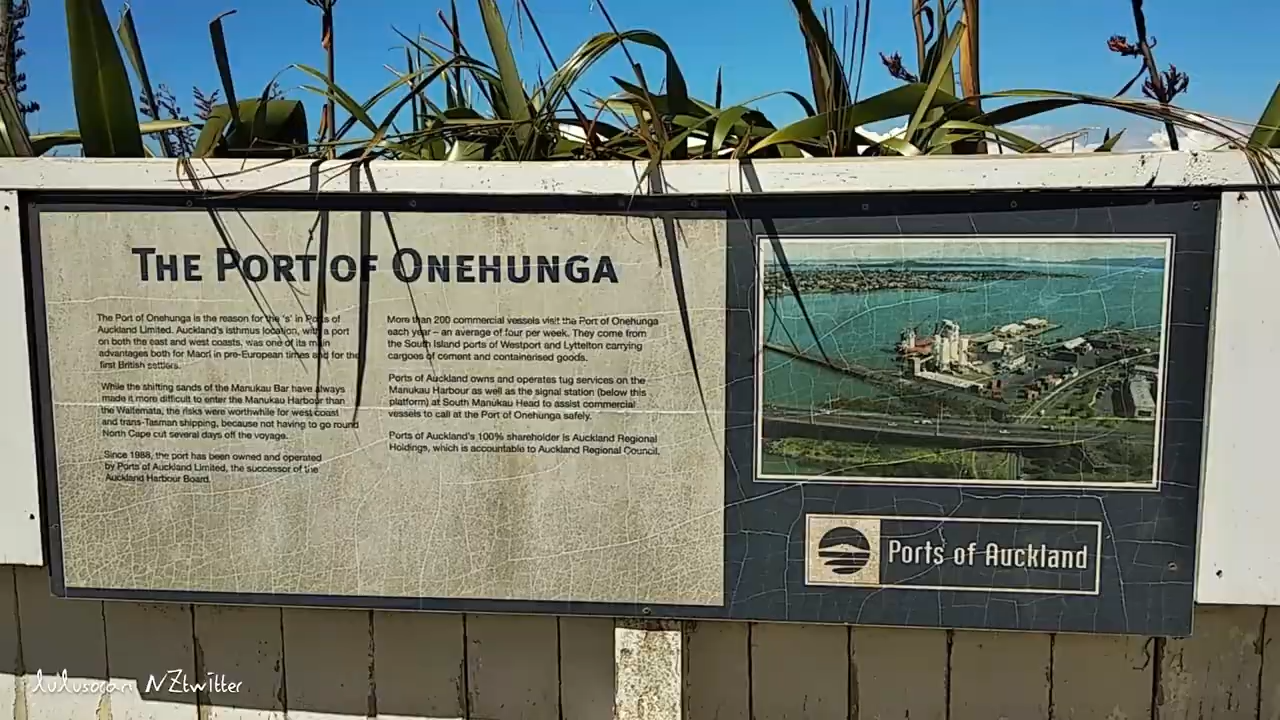 THE PORT OF ONEHUNGA
The Port of Onehunga is the reason for the 's' in Ports of
Auckland Limited. Auckland's isthmus location, with a port
on both the east and west coasts, was one of its main
advantages both for Maori in pre-European times and for the
first British settlers.
While the shifting sands of the Manukau Bar have always
made it more difficult to enter the Manukau Harbour than
the Waitemata, the risks were worthwhile for west coast
and trans-Tasman shipping, because not having to go round
North Cape cut several days off the voyage.
Since 1988, the port has been owned and operated
by Ports of Auckland Limited, the successor of the
Auckland Harbour Board.
More than 200 commercial vessels visit the Port of Onehunga
each year – an average of four per week. They come from
the South Island ports of Westport and Lyttelton carrying
cargoes of cement and containerised goods.
Ports of Auckland owns and operates tug services on the
Manukau Harbour as well as the signal station (below this
platform) at South Manukau Head to assist commercial
vessels to call at the Port of Onehunga safely.
Ports of Auckland's 100% shareholder is Auckland Regional
Holdings, which is accountable to Auckland Regional Council.
Ports of Auckland
NZtwitter